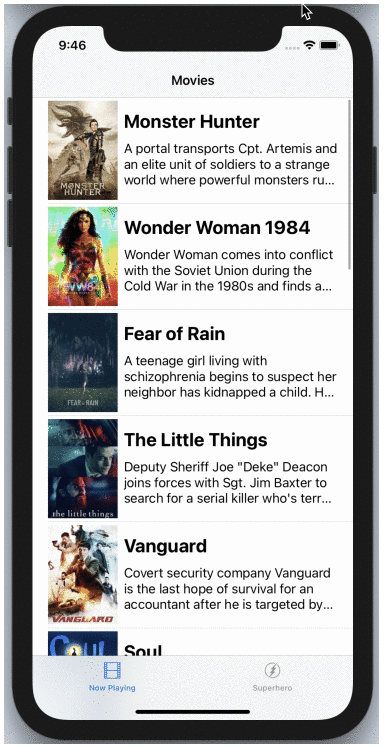 9:46
Movies
Monster Hunter
A portal transports Cpt. Artemis and
an elite unit of soldiers to a strange
world where powerful monsters ru...
MONSTER
HUNTER
Wonder Woman 1984
Wonder Woman comes into conflict
with the Soviet Union during the
Cold War in the 1980s and finds a...
WW84
Fear of Rain
A teenage girl living with
schizophrenia begins to suspect her
neighbor has kidnapped a child. H...
FEAR OF RAIN
The Little Things
Deputy Sheriff Joe "Deke" Deacon
joins forces with Sgt. Jim Baxter to
search for a serial killer who's terr...
the little things
Vanguard
Covert security company Vanguard
is the last hope of survival for an
accountant after he is targeted by...
VANGUARD
Soul
Now Playing
Superhero